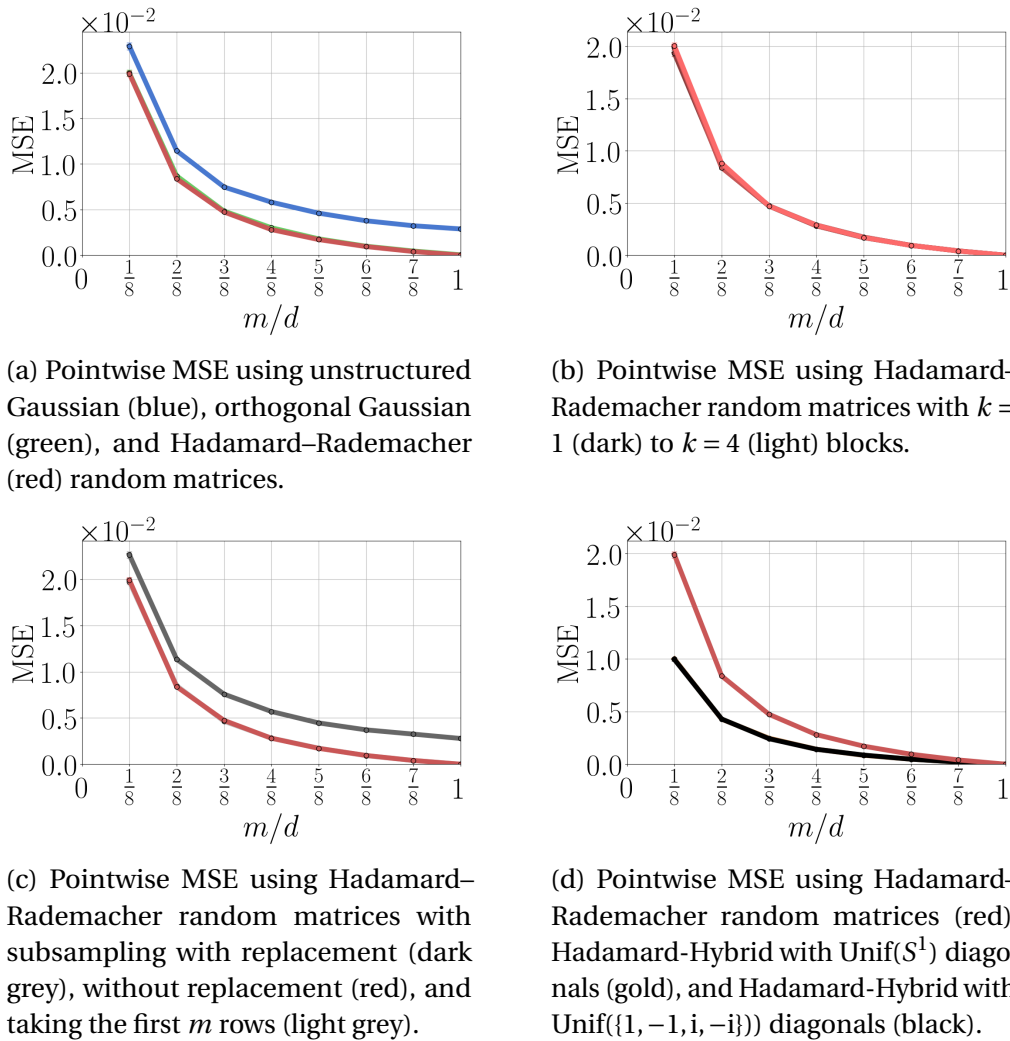 ×10⁻²
2.0
1.5
1.0
0.5
0.0
MSE
0 1/8 2/8 3/8 4/8 5/8 6/8 7/8 1
m/d
(a) Pointwise MSE using unstructured
Gaussian (blue), orthogonal Gaussian
(green), and Hadamard–Rademacher
(red) random matrices.
×10⁻²
2.0
1.5
1.0
0.5
0.0
MSE
0 1/8 2/8 3/8 4/8 5/8 6/8 7/8 1
m/d
(b) Pointwise MSE using Hadamard-
Rademacher random matrices with k =
1 (dark) to k = 4 (light) blocks.
×10⁻²
2.0
1.5
1.0
0.5
0.0
MSE
0 1/8 2/8 3/8 4/8 5/8 6/8 7/8 1
m/d
(c) Pointwise MSE using Hadamard–
Rademacher random matrices with
subsampling with replacement (dark
grey), without replacement (red), and
taking the first m rows (light grey).
×10⁻²
2.0
1.5
1.0
0.5
0.0
MSE
0 1/8 2/8 3/8 4/8 5/8 6/8 7/8 1
m/d
(d) Pointwise MSE using Hadamard-
Rademacher random matrices (red)
Hadamard-Hybrid with Unif(S¹) diago
nals (gold), and Hadamard-Hybrid with
Unif({1, −1, i, −i})) diagonals (black).